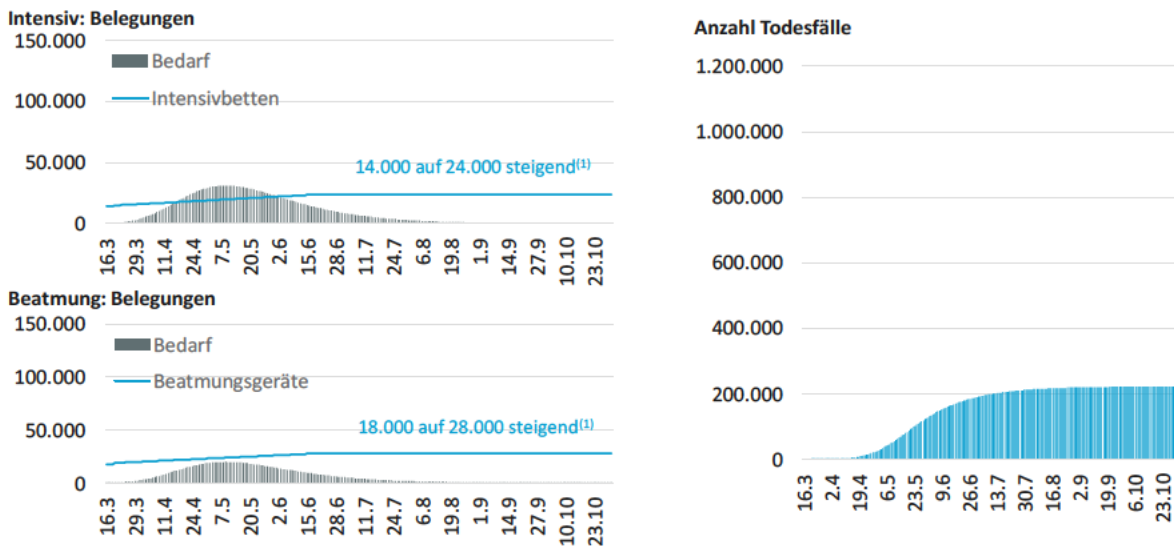 Intensiv: Belegungen
150.000
Bedarf
100.000
Intensivbetten
50.000
14.000 auf 24.000 steigend(1)
0
16.3 29.3 11.4 24.4 7.5 20.5 2.6 15.6 28.6 11.7 24.7 6.8 19.8 1.9 14.9 27.9 10.10 23.10
Beatmung: Belegungen
150.000
Bedarf
100.000
Beatmungsgeräte
50.000
18.000 auf 28.000 steigend(1)
0
16.3 29.3 11.4 24.4 7.5 20.5 2.6 15.6 28.6 11.7 24.7 6.8 19.8 1.9 14.9 27.9 10.10 23.10
Anzahl Todesfälle
1.200.000
1.000.000
800.000
600.000
400.000
200.000
0
16.3 2.4 19.4 6.5 23.5 9.6 26.6 13.7 30.7 16.8 2.9 19.9 6.10 23.10